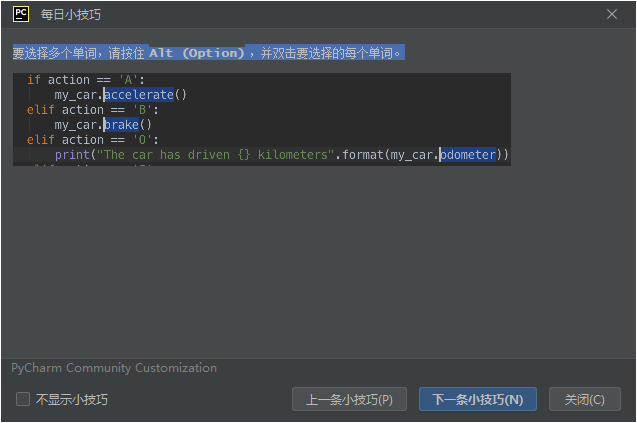 PC
每日小技巧
要选择多个单词，请按住 Alt (Option)，并双击要选择的每个单词。
if action == 'A':
my_car.accelerate()
elif action == 'B':
my_car.brake()
elif action == 'O':
print("The car has driven {} kilometers".format(my_car.odometer))
PyCharm Community Customization
不显示小技巧 上一条小技巧(P) 下一条小技巧(N) 关闭(C)